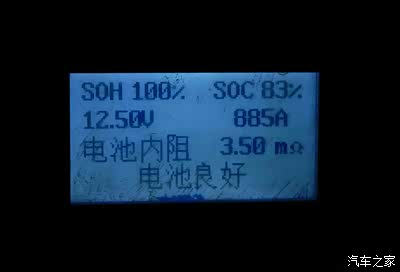 SOH 100% SOC 83%
12.50V 885A
电池内阻 3.50 mΩ
电池良好
汽车之家